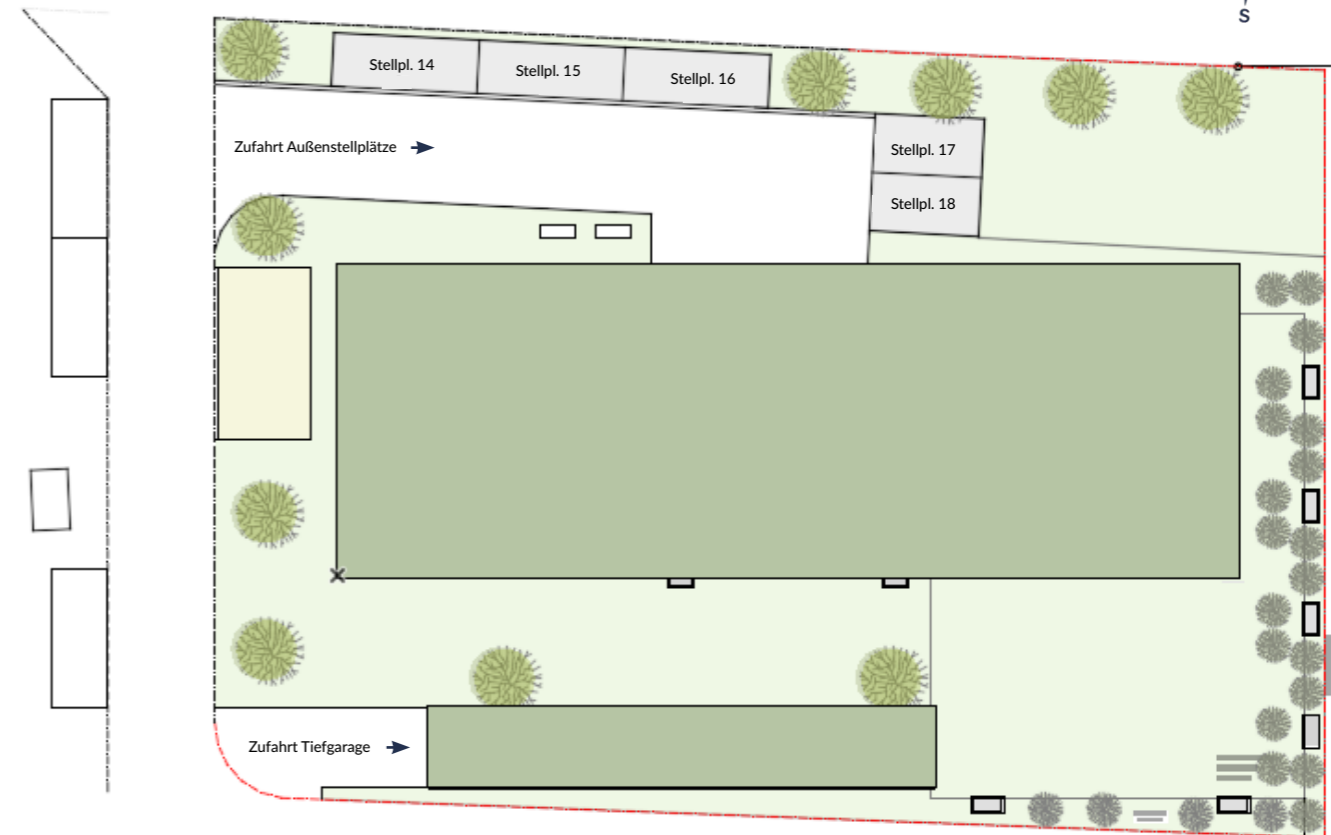 S
Stellpl. 14
Stellpl. 15
Stellpl. 16
Zufahrt Außenstellplätze
Stellpl. 17
Stellpl. 18
Zufahrt Tiefgarage